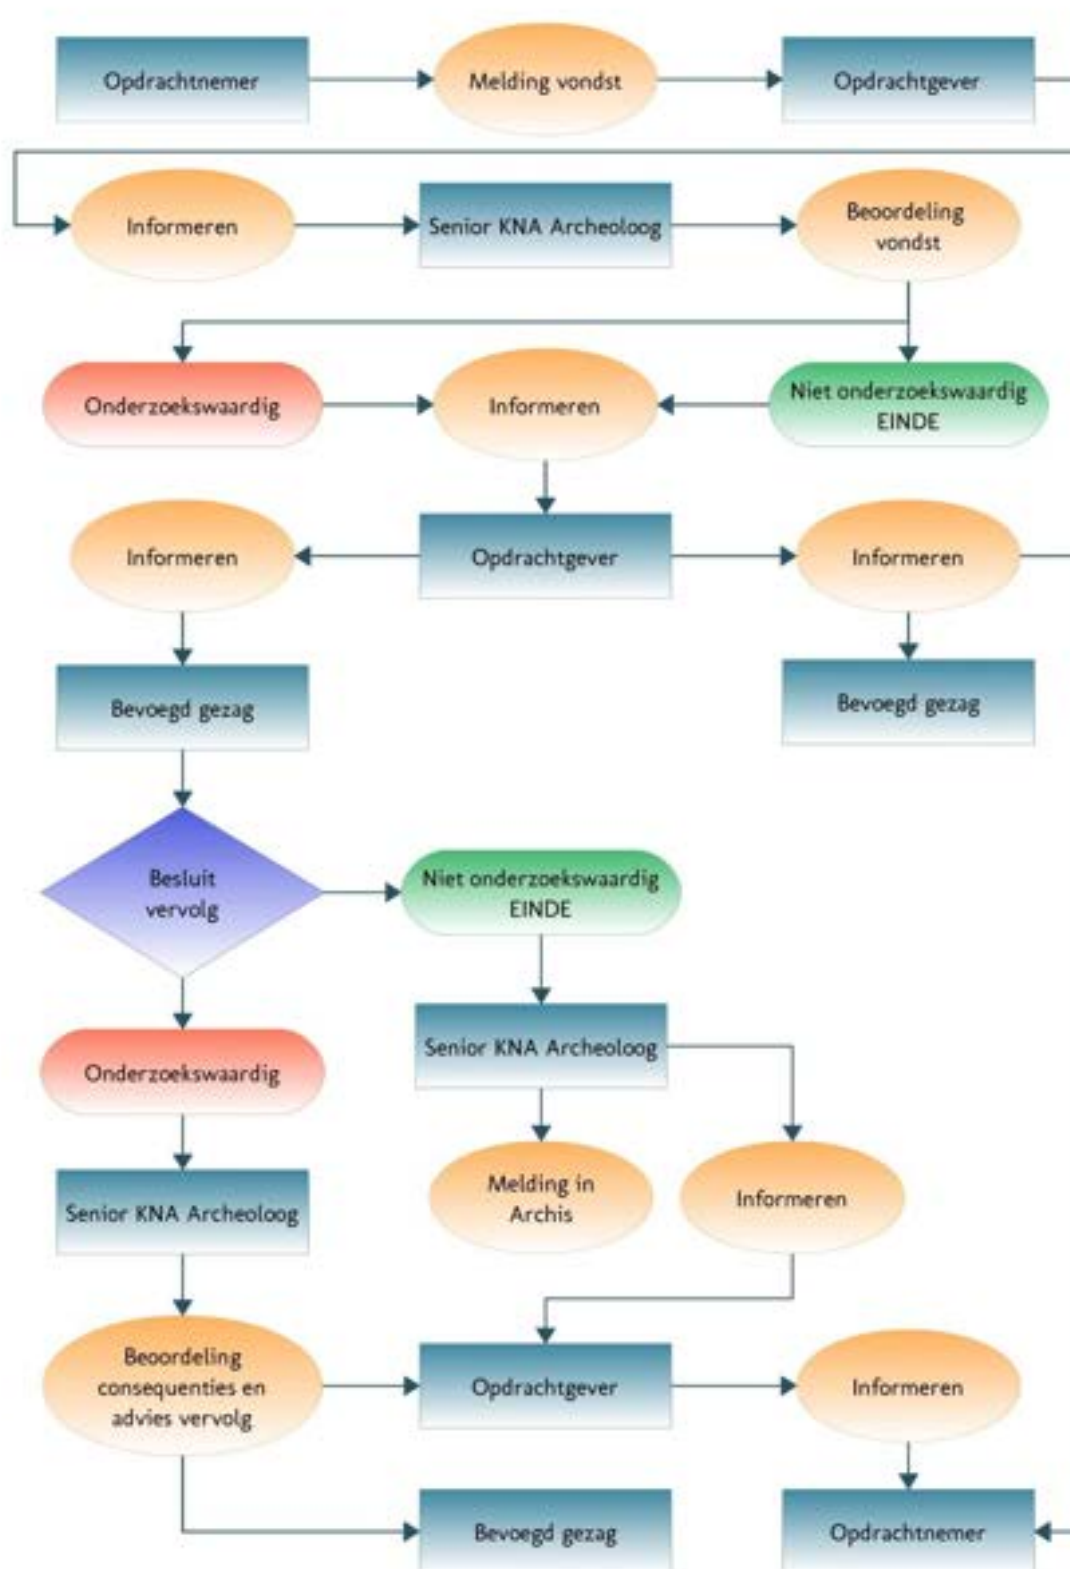 Opdrachtnemer
Melding vondst
Opdrachtgever
Informeren
Senior KNA Archeoloog
Beoordeling
vondst
Onderzoekswaardig
Informeren
Niet onderzoekswaardig
EINDE
Informeren
Opdrachtgever
Informeren
Bevoegd gezag
Bevoegd gezag
Besluit
vervolg
Niet onderzoekswaardig
EINDE
Onderzoekswaardig
Senior KNA Archeoloog
Senior KNA Archeoloog
Melding in
Archis
Informeren
Beoordeling
consequenties en
advies vervolg
Opdrachtgever
Informeren
Bevoegd gezag
Opdrachtnemer